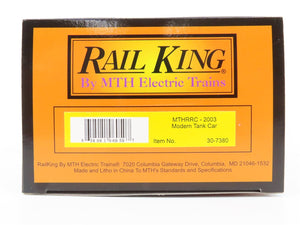 RAIL KING®
By MTH Electric Trains
MTHRRC - 2003
Modern Tank Car
Item No. 30-7380
RailKing By MTH Electric Trains® 7020 Columbia Gateway Drive, Columbia, MD 21046-1532
Made and Litho in China To MTH's Standards and Specifications